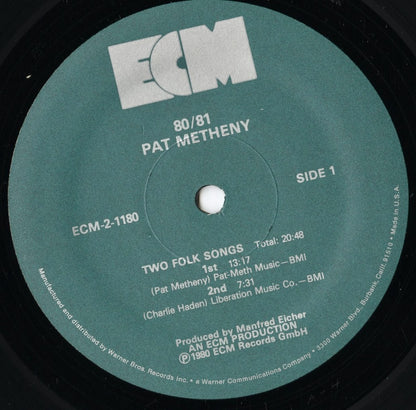 ECM
80/81
PAT METHENY
ECM-2-1180
SIDE 1
TWO FOLK SONGS Total: 20:48
1st 13:17
(Pat Metheny) Pat-Meth Music—BMI
2nd 7:31
(Charlie Haden) Liberation Music Co.—BMI
Produced by Manfred Eicher
AN ECM PRODUCTION
Ⓟ1980 ECM Records GmbH
Manufactured and distributed by Warner Bros. Records Inc. • a Warner Communications Company • 3300 Warner Blvd., Burbank, Calif. 91510 • Made in U.S.A.